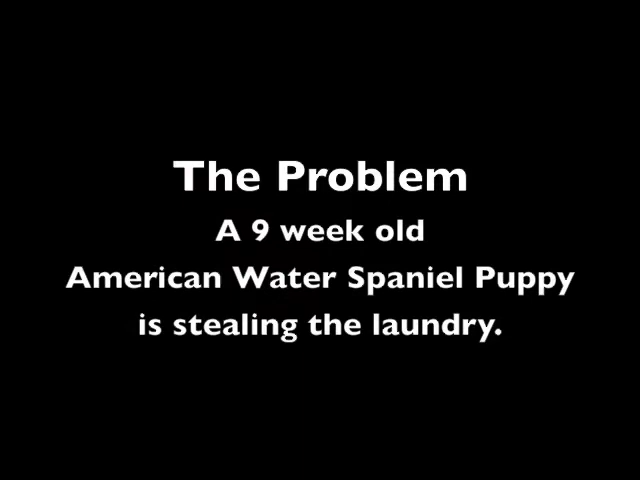 The Problem
A 9 week old
American Water Spaniel Puppy
is stealing the laundry.